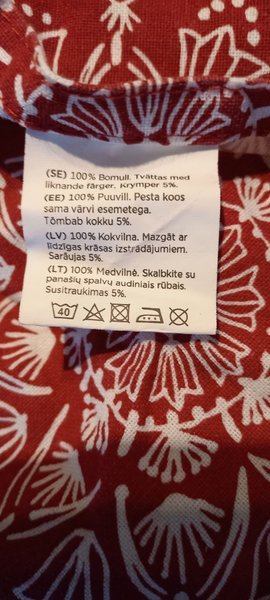 (SE) 100% Bomull. Tvättas med
liknande färger. Krymper 5%.
(EE) 100% Puuvill. Pesta koos
sama värvi esemetega.
Tõmbab kokku 5%.
(LV) 100% Kokvilna. Mazgāt ar
līdzīgas krāsas izstrādājumiem.
Saraujas 5%.
(LT) 100% Medvilnė. Skalbkite su
panašių spalvų audiniais rūbais.
Susitraukimas 5%.
40